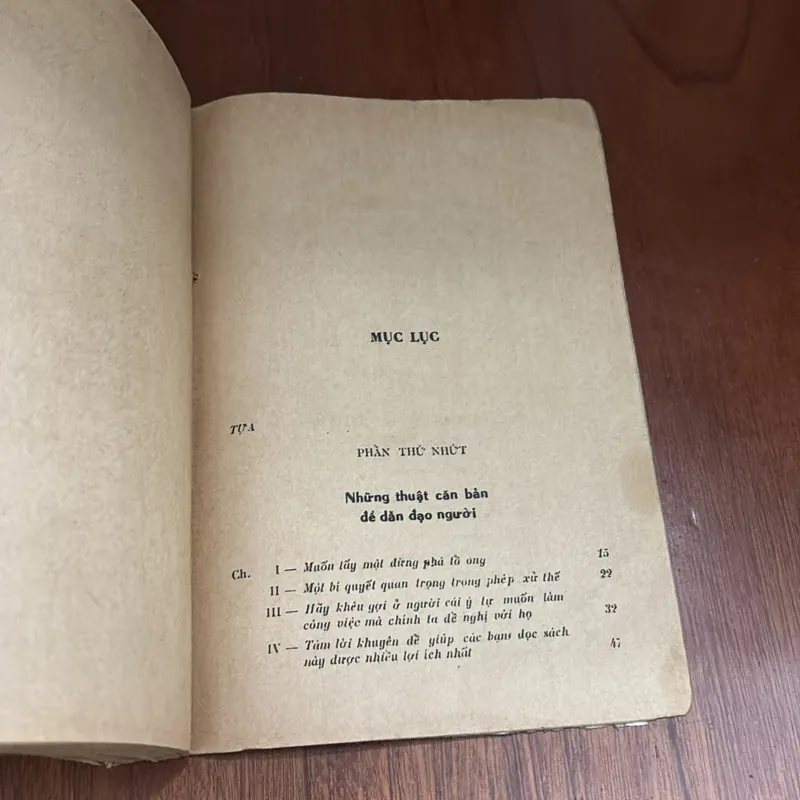 MỤC LỤC
TỰA
PHẦN THỨ NHỨT
Những thuật căn bản
để dẫn đạo người
Ch. I — Muốn lấy mật đừng phá tổ ong 15
II — Một bí quyết quan trọng trong phép xử thế 22
III — Hãy khêu gợi ở người cái ý tự muốn làm
công việc mà chính ta đề nghị với họ 32
IV — Tám lời khuyên để giúp các bạn đọc sách
này được nhiều lợi ích nhất 47